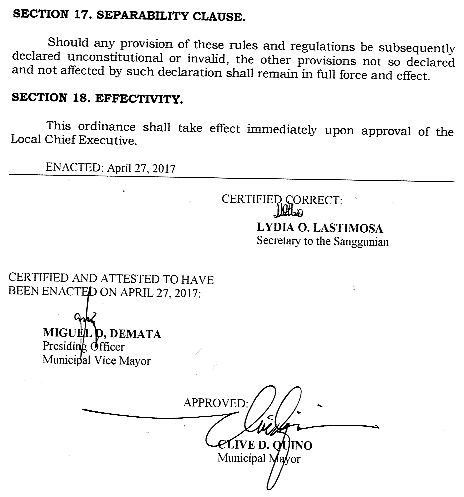 SECTION 17. SEPARABILITY CLAUSE.
Should any provision of these rules and regulations be subsequently
declared unconstitutional or invalid, the other provisions not so declared
and not affected by such declaration shall remain in full force and effect.
SECTION 18. EFFECTIVITY.
This ordinance shall take effect immediately upon approval of the
Local Chief Executive.
ENACTED: April 27, 2017
CERTIFIED CORRECT:
LYDIA O. LASTIMOSA
Secretary to the Sanggunian
CERTIFIED AND ATTESTED TO HAVE
BEEN ENACTED ON APRIL 27, 2017:
MIGUEL D. DEMATA
Presiding Officer
Municipal Vice Mayor
APPROVED:
CLIVE D. QUINO
Municipal Mayor